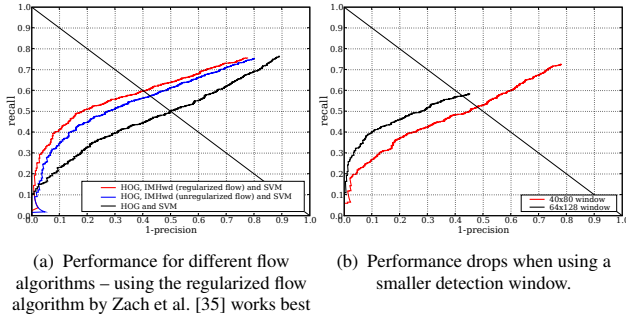 1.0
0.9
0.8
0.7
0.6
0.5
0.4
0.3
0.2
0.1
0.0
recall
0.0 0.1 0.2 0.3 0.4 0.5 0.6 0.7 0.8 0.9 1.0
1-precision
HOG, IMHwd (regularized flow) and SVM
HOG, IMHwd (unregularized flow) and SVM
HOG and SVM
(a) Performance for different flow
algorithms – using the regularized flow
algorithm by Zach et al. [35] works best
1.0
0.9
0.8
0.7
0.6
0.5
0.4
0.3
0.2
0.1
0.0
recall
0.0 0.1 0.2 0.3 0.4 0.5 0.6 0.7 0.8 0.9 1.0
1-precision
40x80 window
64x128 window
(b) Performance drops when using a
smaller detection window.